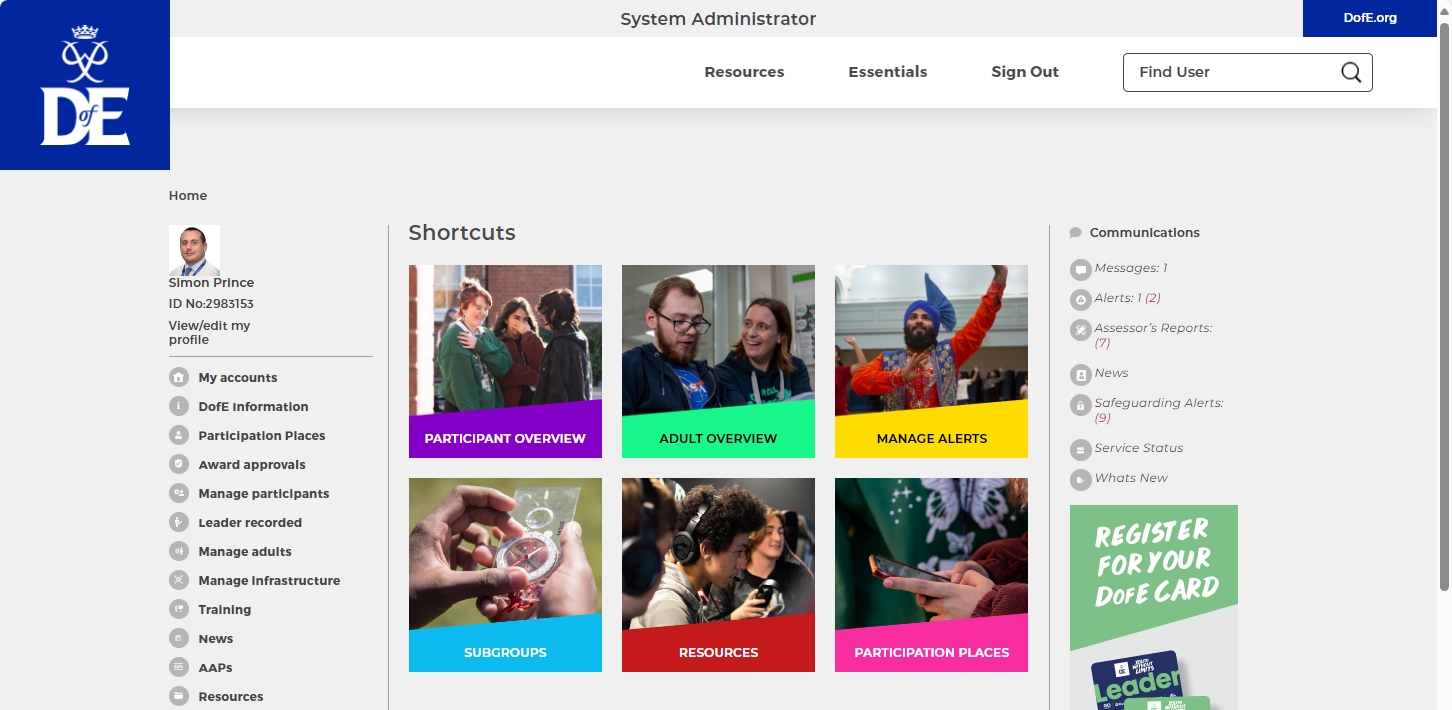 System Administrator
DofE.org
DofE
Resources
Essentials
Sign Out
Find User
Home
Simon Prince
ID No:2983153
View/edit my
profile
My accounts
DofE Information
Participation Places
Award approvals
Manage participants
Leader recorded
Manage adults
Manage Infrastructure
Training
News
AAPs
Resources
Shortcuts
PARTICIPANT OVERVIEW
ADULT OVERVIEW
MANAGE ALERTS
SUBGROUPS
RESOURCES
PARTICIPATION PLACES
Communications
Messages: 1
Alerts: 1 (2)
Assessor's Reports:
(7)
News
Safeguarding Alerts:
(9)
Service Status
Whats New
REGISTER
FOR YOUR
DofE CARD
YOUTH
WITHOUT
LIMITS
Leader